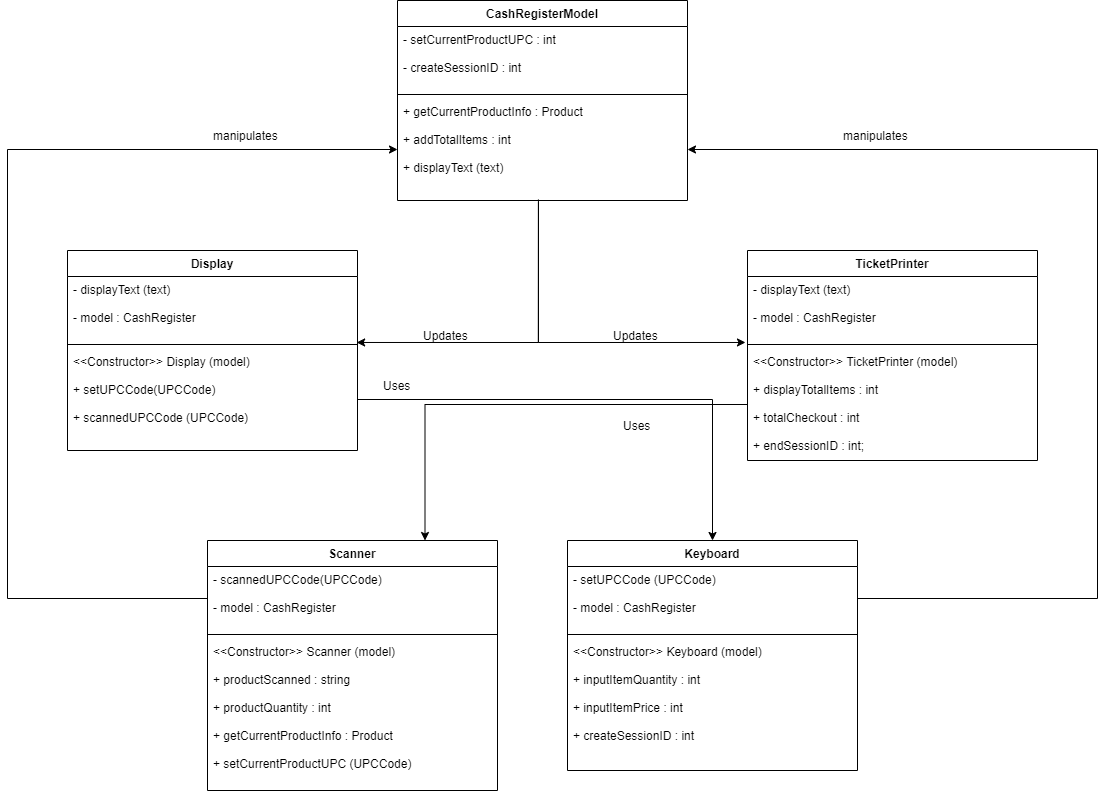 CashRegisterModel
- setCurrentProductUPC : int
- createSessionID : int
+ getCurrentProductInfo : Product
+ addTotalItems : int
+ displayText (text)
manipulates
manipulates
Display
- displayText (text)
- model : CashRegister
<<Constructor>> Display (model)
+ setUPCCode(UPCCode)
+ scannedUPCCode (UPCCode)
TicketPrinter
- displayText (text)
- model : CashRegister
<<Constructor>> TicketPrinter (model)
+ displayTotalItems : int
+ totalCheckout : int
+ endSessionID : int;
Updates
Updates
Uses
Uses
Scanner
- scannedUPCCode(UPCCode)
- model : CashRegister
<<Constructor>> Scanner (model)
+ productScanned : string
+ productQuantity : int
+ getCurrentProductInfo : Product
+ setCurrentProductUPC (UPCCode)
Keyboard
- setUPCCode (UPCCode)
- model : CashRegister
<<Constructor>> Keyboard (model)
+ inputItemQuantity : int
+ inputItemPrice : int
+ createSessionID : int